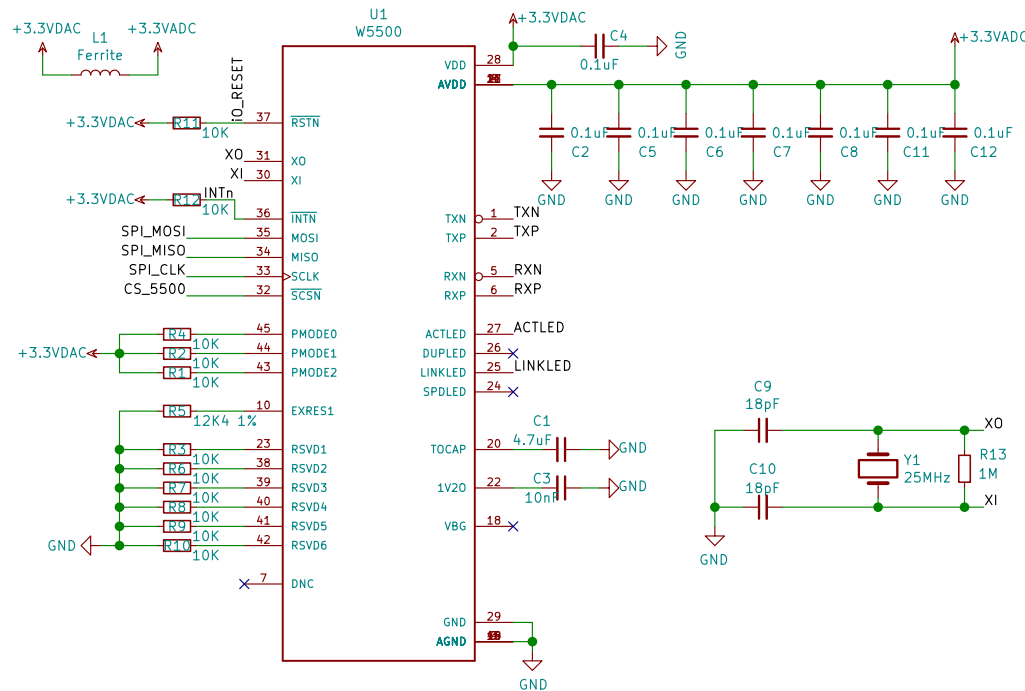 U1
W5500
+3.3VDAC
+3.3VADC
L1
Ferrite
+3.3VDAC
C4
0.1uF
GND
+3.3VADC
VDD
28
AVDD
iO_RESET
+3.3VDAC
R11
10K
37
RSTN
XO
31
XO
XI
30
XI
+3.3VDAC
R12
10K
INTn
36
INTN
SPI_MOSI
35
MOSI
SPI_MISO
34
MISO
SPI_CLK
33
SCLK
CS_5500
32
SCSN
0.1uF
C2
GND
0.1uF
C5
GND
0.1uF
C6
GND
0.1uF
C7
GND
0.1uF
C8
GND
0.1uF
C11
GND
0.1uF
C12
GND
TXN
1
TXN
TXP
2
TXP
RXN
5
RXN
RXP
6
RXP
+3.3VDAC
R4
10K
45
PMODE0
R2
10K
44
PMODE1
R1
10K
43
PMODE2
R5
12K4 1%
10
EXRES1
R3
10K
23
RSVD1
R6
10K
38
RSVD2
R7
10K
39
RSVD3
R8
10K
40
RSVD4
R9
10K
41
RSVD5
GND
R10
10K
42
RSVD6
7
DNC
ACTLED
27
ACTLED
DUPLED
26
LINKLED
25
LINKLED
SPDLED
24
TOCAP
20
C1
4.7uF
GND
1V2O
22
C3
10nF
GND
VBG
18
GND
29
AGND
GND
C9
18pF
C10
18pF
GND
Y1
25MHz
R13
1M
XO
XI